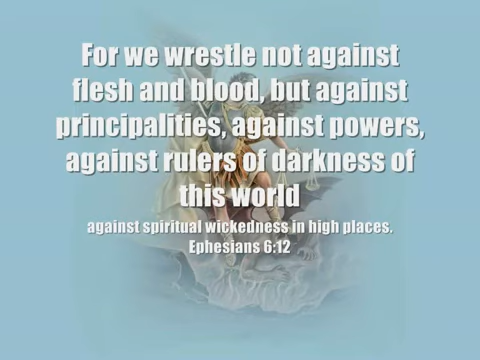 For we wrestle not against
flesh and blood, but against
principalities, against powers,
against rulers of darkness of
this world
against spiritual wickedness in high places.
Ephesians 6:12